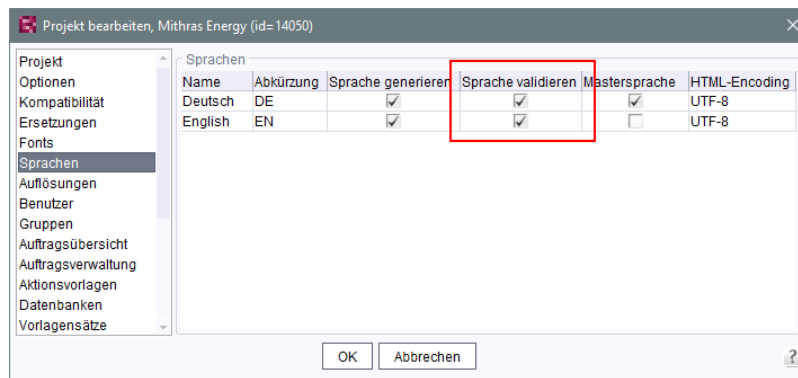 Projekt bearbeiten, Mithras Energy (id=14050)
Projekt
Optionen
Kompatibilität
Ersetzungen
Fonts
Sprachen
Auflösungen
Benutzer
Gruppen
Auftragsübersicht
Auftragsverwaltung
Aktionsvorlagen
Datenbanken
Vorlagensätze
Sprachen
Name Abkürzung Sprache generieren Sprache validieren Mastersprache HTML-Encoding
Deutsch DE UTF-8
English EN UTF-8
OK Abbrechen ?